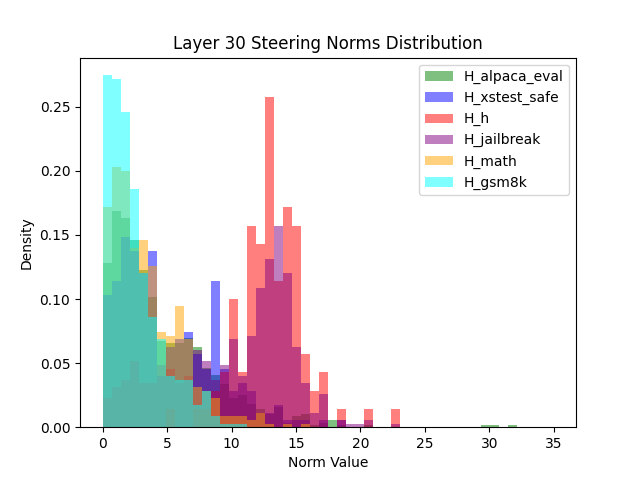 Layer 30 Steering Norms Distribution
H_alpaca_eval
H_xstest_safe
H_h
H_jailbreak
H_math
H_gsm8k
Density
0.25
0.20
0.15
0.10
0.05
0.00
0 5 10 15 20 25 30 35
Norm Value